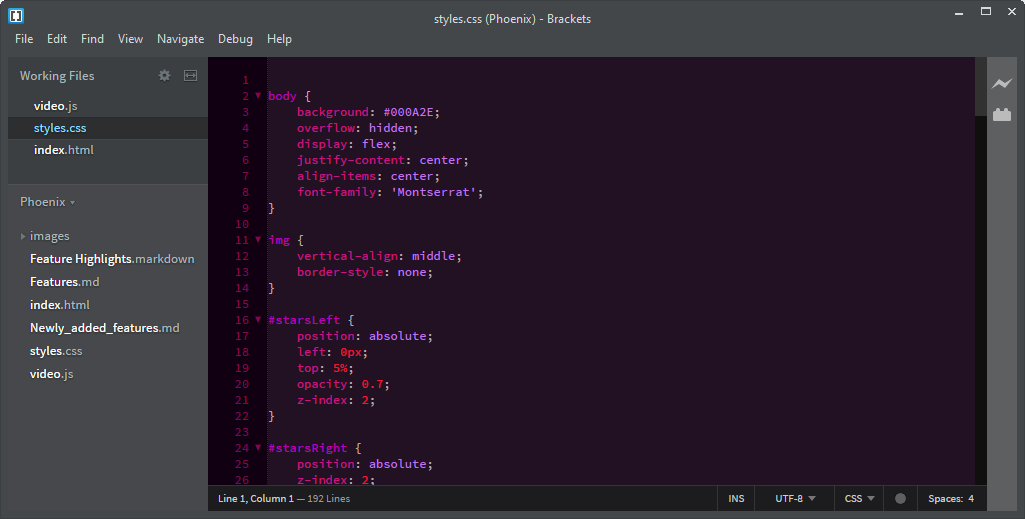 styles.css (Phoenix) - Brackets
File Edit Find View Navigate Debug Help
Working Files
video.js
styles.css
index.html
Phoenix
images
Feature Highlights.markdown
Features.md
index.html
Newly_added_features.md
styles.css
video.js
1
2 body {
3     background: #000A2E;
4     overflow: hidden;
5     display: flex;
6     justify-content: center;
7     align-items: center;
8     font-family: 'Montserrat';
9 }
10
11 img {
12     vertical-align: middle;
13     border-style: none;
14 }
15
16 #starsLeft {
17     position: absolute;
18     left: 0px;
19     top: 5%;
20     opacity: 0.7;
21     z-index: 2;
22 }
23
24 #starsRight {
25     position: absolute;
26     z-index: 2;
Line 1, Column 1 — 192 Lines INS UTF-8 CSS Spaces: 4